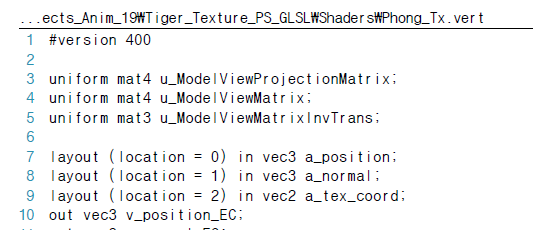 ...ects_Anim_19₩Tiger_Texture_PS_GLSL₩Shaders₩Phong_Tx.vert
1 #version 400
2
3 uniform mat4 u_ModelViewProjectionMatrix;
4 uniform mat4 u_ModelViewMatrix;
5 uniform mat3 u_ModelViewMatrixInvTrans;
6
7 layout (location = 0) in vec3 a_position;
8 layout (location = 1) in vec3 a_normal;
9 layout (location = 2) in vec2 a_tex_coord;
10 out vec3 v_position_EC;